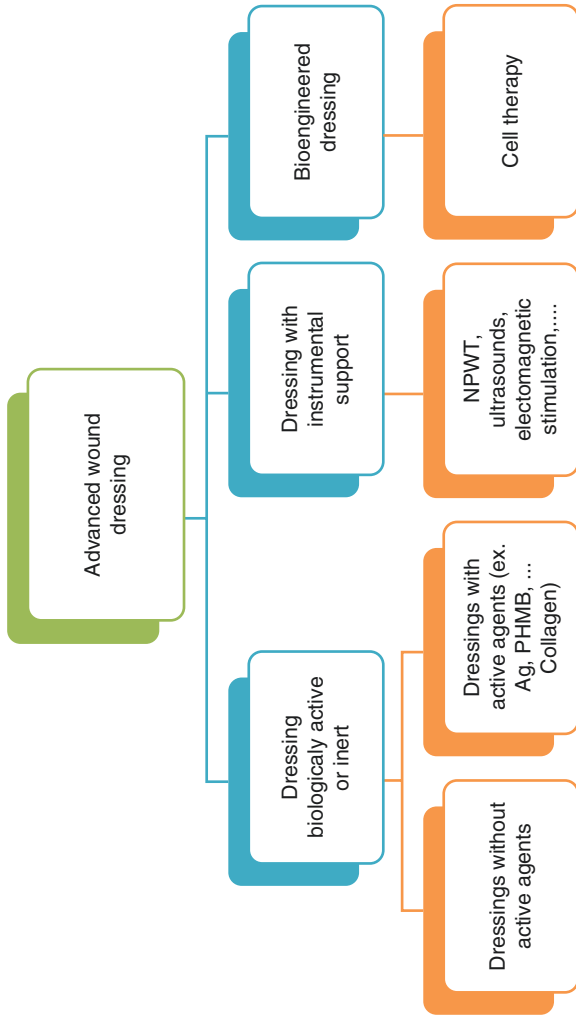 Advanced wound
dressing
Dressing
biologicaly active
or inert
Dressing with
instrumental
support
Bioengineered
dressing
Dressings without
active agents
Dressings with
active agents (ex.
Ag, PHMB, ...
Collagen)
NPWT,
ultrasounds,
electomagnetic
stimulation,....
Cell therapy